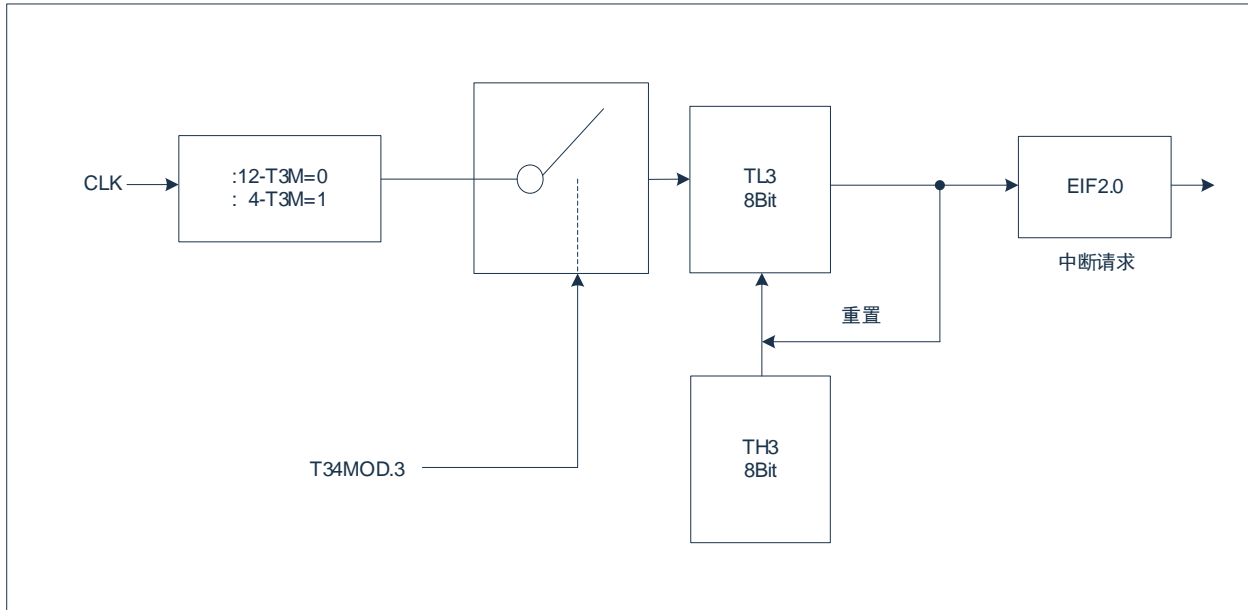 CLK
:12-T3M=0
: 4-T3M=1
TL3
8Bit
EIF2.0
中断请求
重置
TH3
8Bit
T34MOD.3